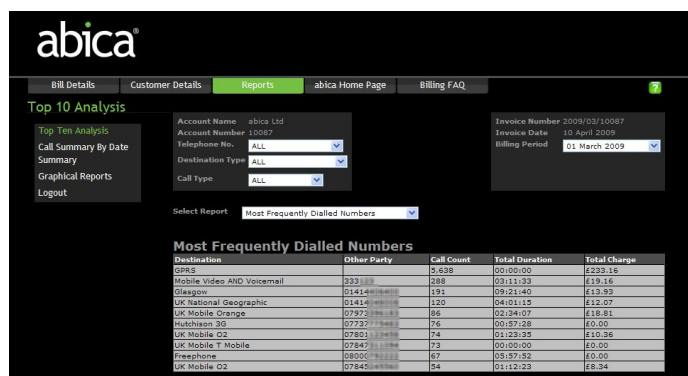 abica
Bill Details Customer Details Reports abica Home Page Billing FAQ ?
Top 10 Analysis
Top Ten Analysis
Call Summary By Date Summary
Graphical Reports
Logout
Account Name abica Ltd
Account Number 10087
Telephone No. ALL
Destination Type ALL
Call Type ALL
Invoice Number 2009/03/10087
Invoice Date 10 April 2009
Billing Period 01 March 2009
Select Report Most Frequently Dialled Numbers
Most Frequently Dialled Numbers
Destination Other Party Call Count Total Duration Total Charge
GPRS 5,638 00:00:00 £233.16
Mobile Video AND Voicemail 333 288 03:11:33 £19.16
Glasgow 01414 191 09:21:40 £13.93
UK National Geographic 01414 120 04:01:15 £12.07
UK Mobile Orange 07973 86 02:34:07 £18.81
Hutchison 3G 07737 76 00:57:28 £0.00
UK Mobile O2 07801 74 01:23:35 £10.36
UK Mobile T Mobile 07847 73 00:00:00 £0.00
Freephone 08000 67 05:57:52 £0.00
UK Mobile O2 07845 54 01:12:23 £8.34